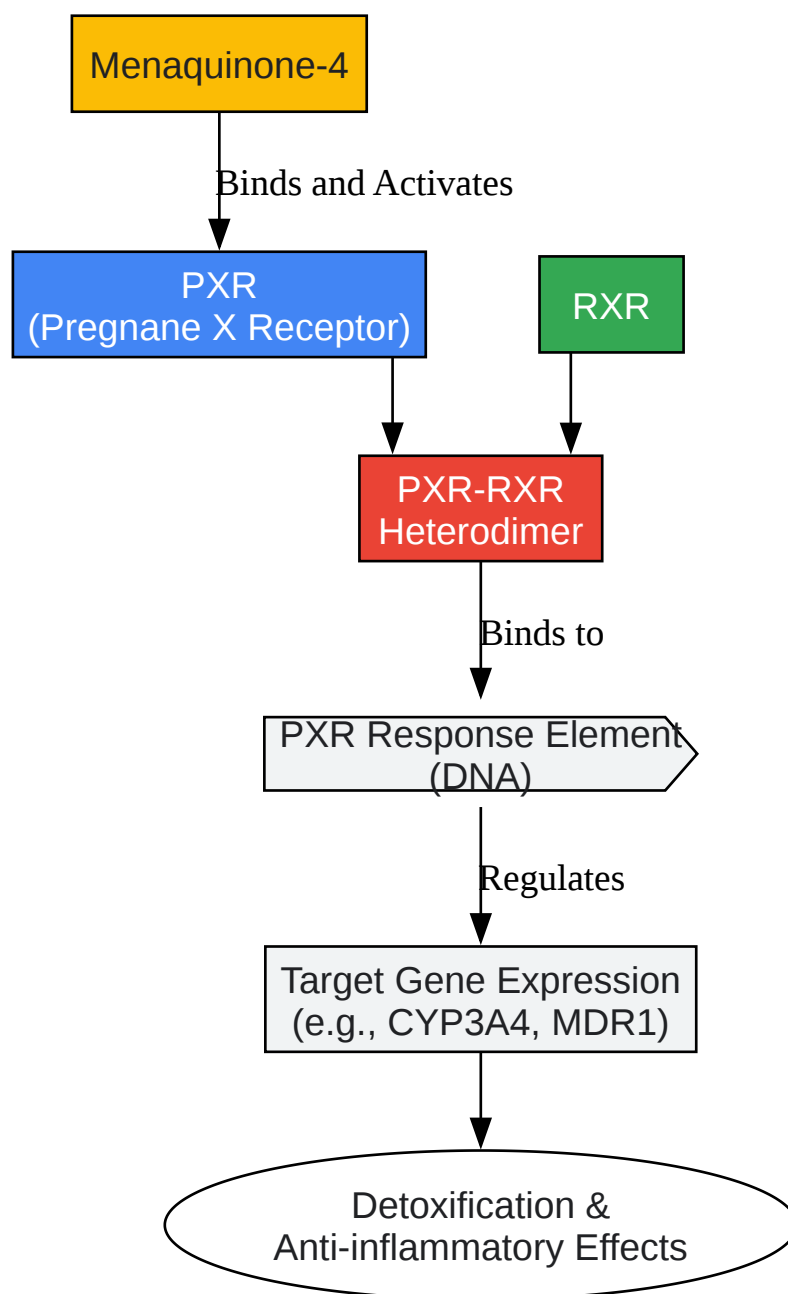 Menaquinone-4
Binds and Activates
PXR
(Pregnane X Receptor)
RXR
PXR-RXR
Heterodimer
Binds to
PXR Response Element
(DNA)
Regulates
Target Gene Expression
(e.g., CYP3A4, MDR1)
Detoxification &
Anti-inflammatory Effects